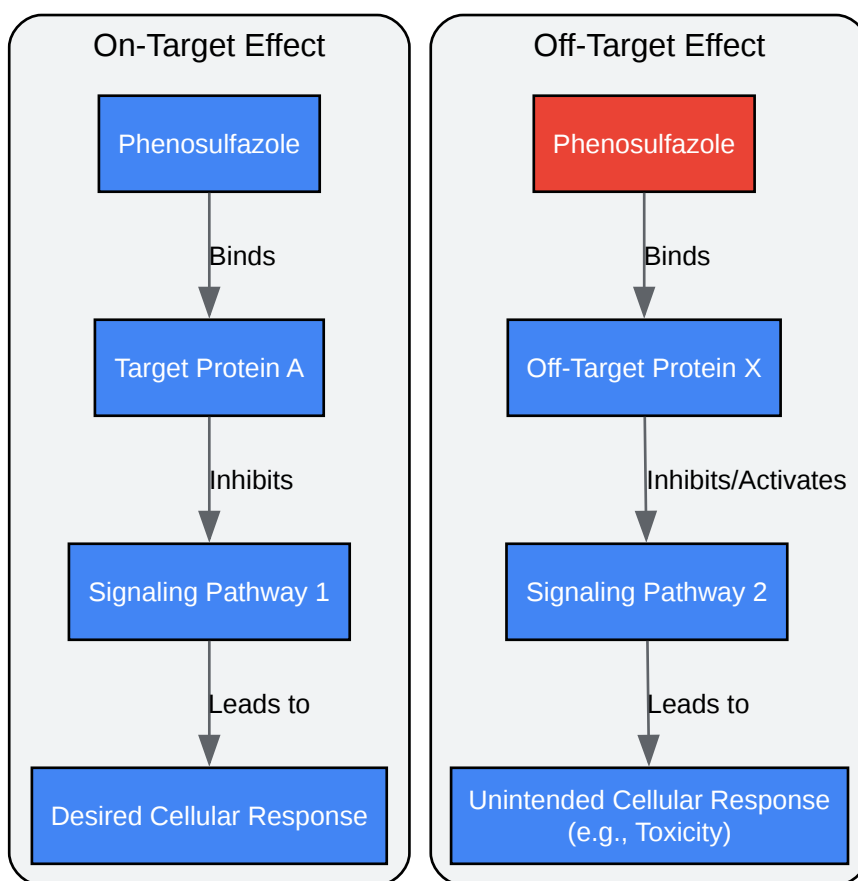 On-Target Effect
Phenosulfazole
Binds
Target Protein A
Inhibits
Signaling Pathway 1
Leads to
Desired Cellular Response
Off-Target Effect
Phenosulfazole
Binds
Off-Target Protein X
Inhibits/Activates
Signaling Pathway 2
Leads to
Unintended Cellular Response
(e.g., Toxicity)